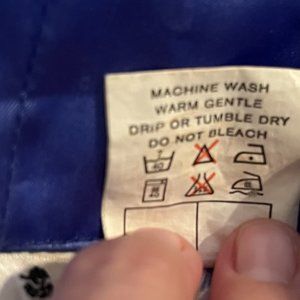 MACHINE WASH
WARM GENTLE
DRIP OR TUMBLE DRY
DO NOT BLEACH